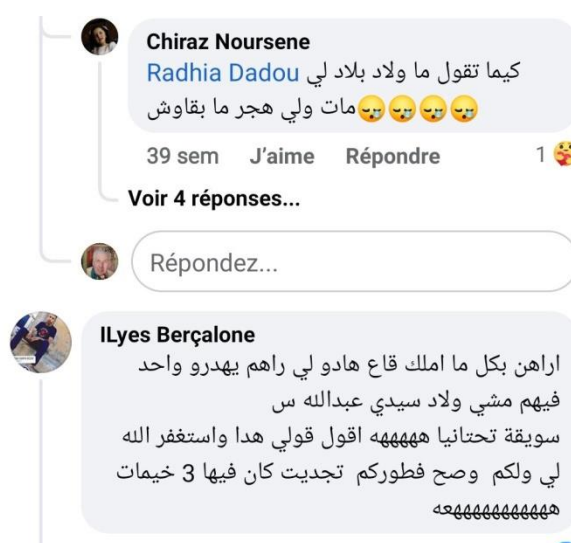 Chiraz Noursene
Radhia Dadou كيما تقول ما ولاد بلاد لي
مات ولي هجر ما بقاوش😪😪😪😪
39 sem J’aime Répondre 1
Voir 4 réponses...
Répondez...
ILyes Berçalone
اراهن بكل ما املك قاع هادو لي راهم يهدرو واحد
فيهم مشي ولاد سيدي عبدالله س
سويقة تحتانيا هههههه اقول قولي هدا واستغفر الله
لي ولكم وصح فطوركم تجديت كان فيها 3 خيمات
هههههههههههعه